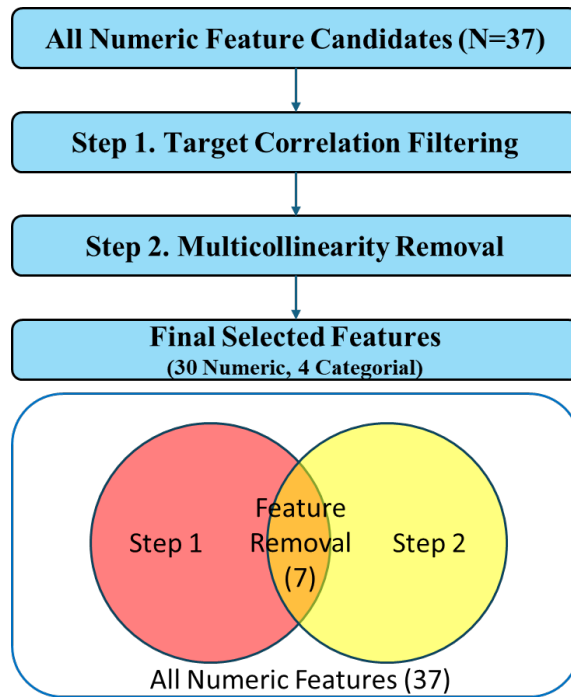 All Numeric Feature Candidates (N=37)
Step 1. Target Correlation Filtering
Step 2. Multicollinearity Removal
Final Selected Features
(30 Numeric, 4 Categorial)
Feature
Step 1 Removal Step 2
(7)
All Numeric Features (37)